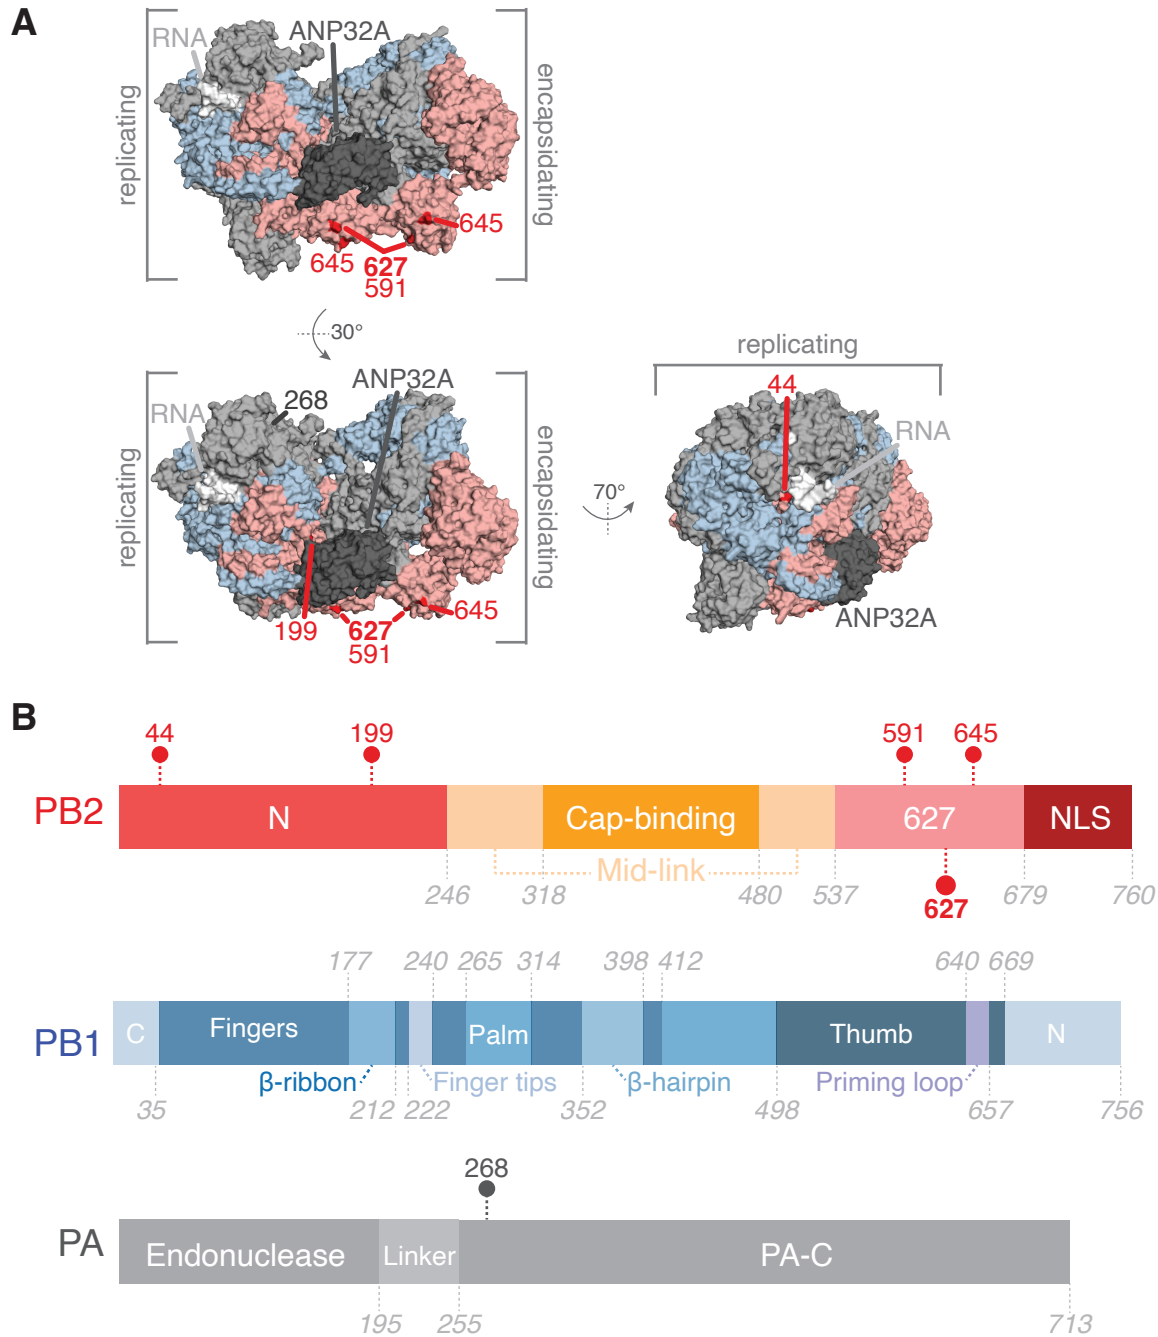 A
RNA
ANP32A
replicating
encapsidating
645
645
627
591
30°
ANP32A
268
RNA
replicating
encapsidating
199
627
591
645
70°
replicating
44
RNA
ANP32A
B
44
199
591
645
PB2
N
Cap-binding
627
NLS
Mid-link
246
318
480
537
679
760
627
177
240
265
314
398
412
640
669
PB1
C
Fingers
Palm
Thumb
N
β-ribbon
Finger tips
β-hairpin
Priming loop
35
212
222
352
498
657
756
268
PA
Endonuclease
Linker
PA-C
195
255
713